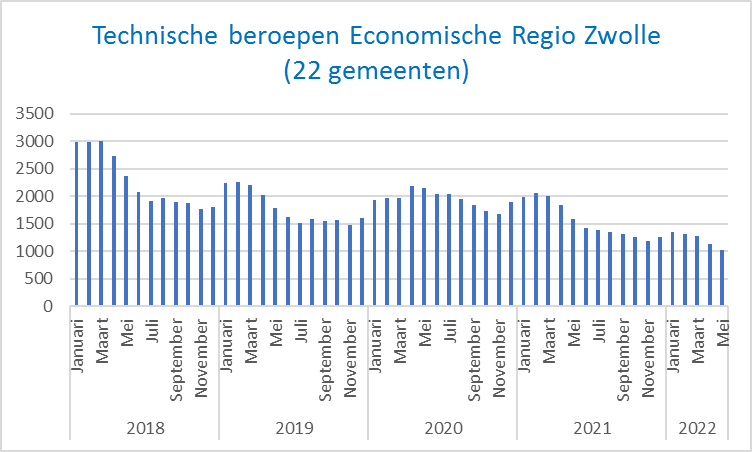 Technische beroepen Economische Regio Zwolle
(22 gemeenten)
3500
3000
2500
2000
1500
1000
500
0
Januari
Maart
Mei
Juli
September
November
Januari
Maart
Mei
Juli
September
November
Januari
Maart
Mei
Juli
September
November
Januari
Maart
Mei
Juli
September
November
Januari
Maart
Mei
2018 2019 2020 2021 2022